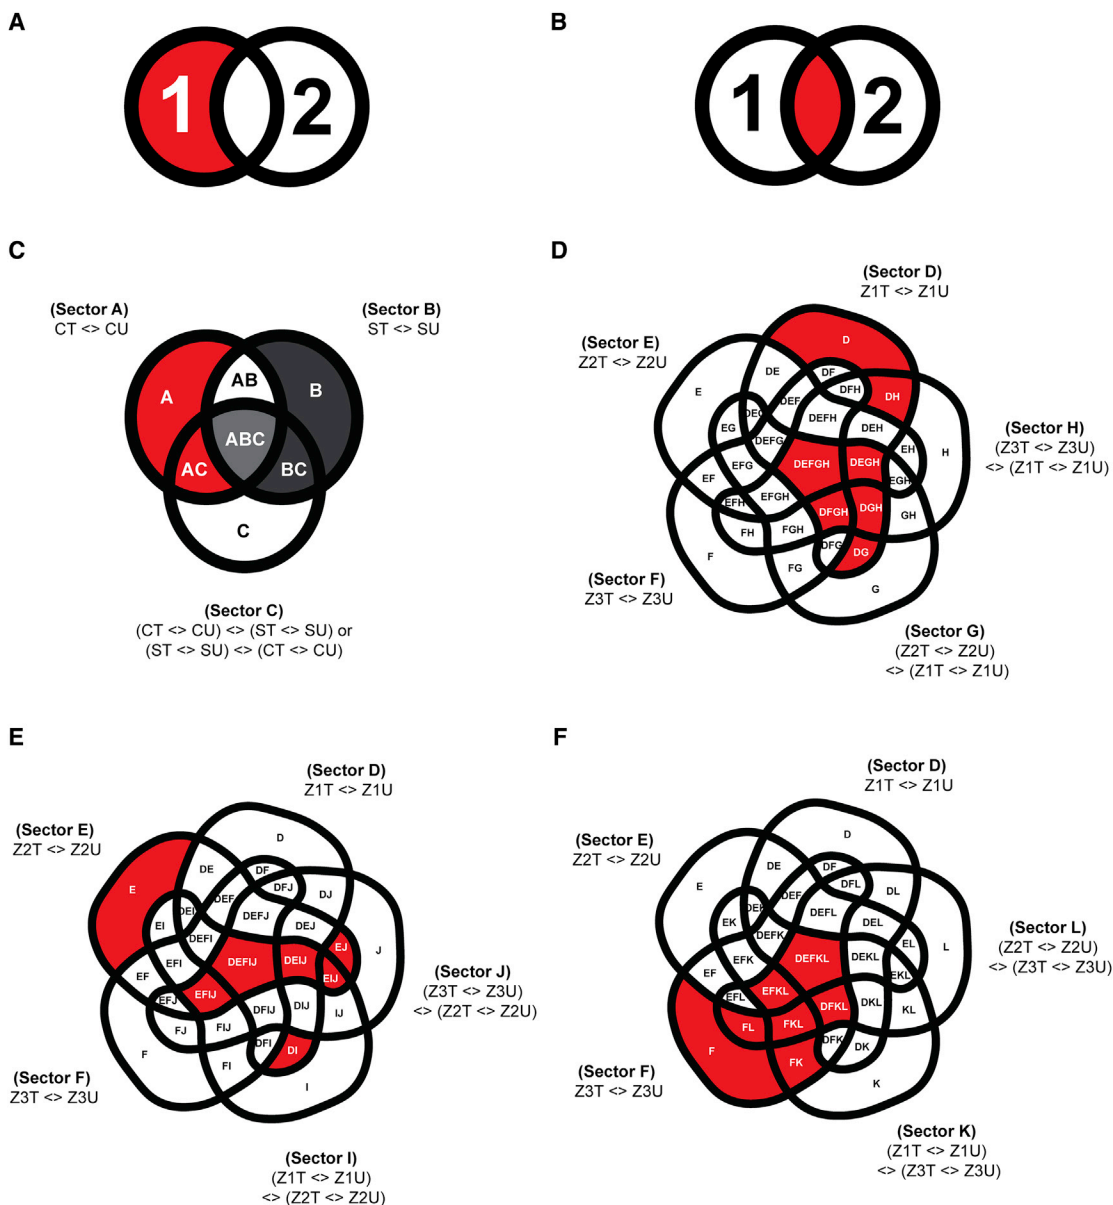 A
1
2
B
1
2
C
(Sector A)
CT <> CU
(Sector B)
ST <> SU
A
AB
B
ABC
AC
BC
C
(Sector C)
(CT <> CU) <> (ST <> SU) or
(ST <> SU) <> (CT <> CU)
D
(Sector D)
Z1T <> Z1U
(Sector E)
Z2T <> Z2U
(Sector H)
(Z3T <> Z3U)
<> (Z1T <> Z1U)
(Sector F)
Z3T <> Z3U
(Sector G)
(Z2T <> Z2U)
<> (Z1T <> Z1U)
D
DE
DF
DFH
DH
E
DEF
DEFH
DEH
EG
DEFG
EH
H
EFG
DEFGH
DEGH
EGH
EF
EFH
EFGH
DFGH
DGH
GH
FH
FGH
DFG
DG
F
FG
G
E
(Sector D)
Z1T <> Z1U
(Sector E)
Z2T <> Z2U
(Sector J)
(Z3T <> Z3U)
<> (Z2T <> Z2U)
(Sector F)
Z3T <> Z3U
(Sector I)
(Z1T <> Z1U)
<> (Z2T <> Z2U)
D
DE
DF
DFJ
DJ
E
DEF
DEFJ
DEJ
EI
DEFI
EJ
J
EFI
DEFIJ
DEIJ
EIJ
EF
EFJ
EFIJ
DFIJ
DIJ
IJ
FJ
FIJ
DFI
DI
F
FI
I
F
(Sector D)
Z1T <> Z1U
(Sector E)
Z2T <> Z2U
(Sector L)
(Z2T <> Z2U)
<> (Z3T <> Z3U)
(Sector F)
Z3T <> Z3U
(Sector K)
(Z1T <> Z1U)
<> (Z3T <> Z3U)
D
DE
DF
DFL
DL
E
DEF
DEFL
DEL
EK
DEK
DEFK
EL
L
EFK
DEFKL
DEKL
EKL
EF
EFL
EFKL
DFKL
DKL
KL
FL
FKL
DFK
DK
F
FK
K